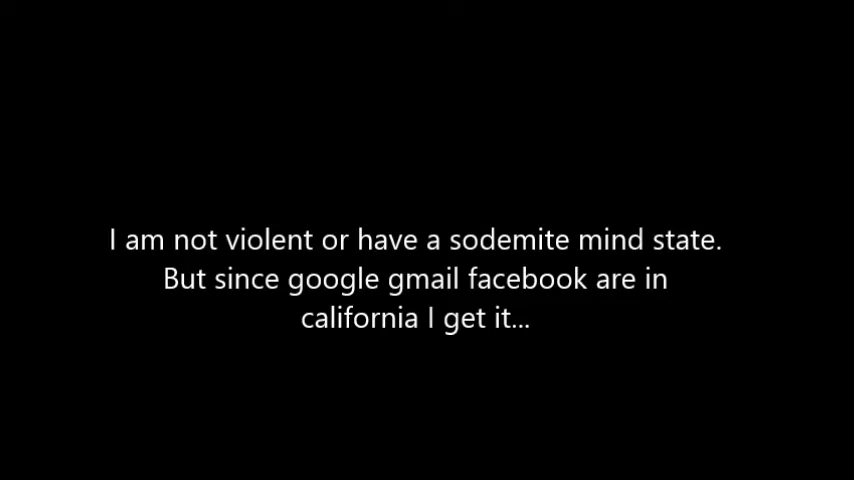 I am not violent or have a sodemite mind state.
But since google gmail facebook are in
california I get it...